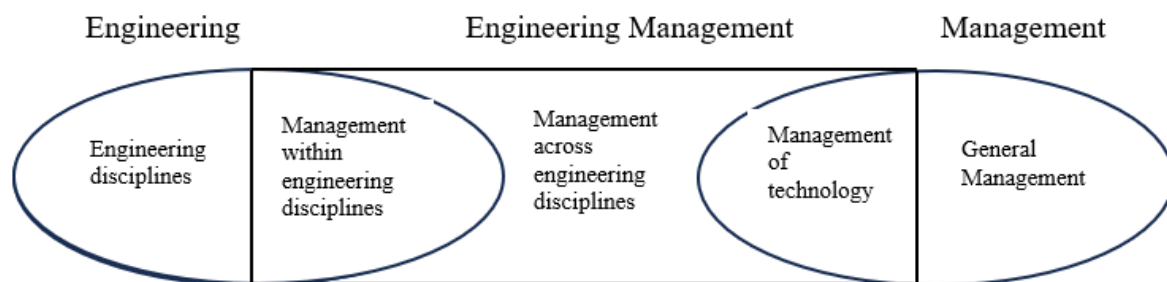 Engineering
Engineering Management
Management
Engineering
disciplines
Management
within
engineering
disciplines
Management
across
engineering
disciplines
Management
of
technology
General
Management